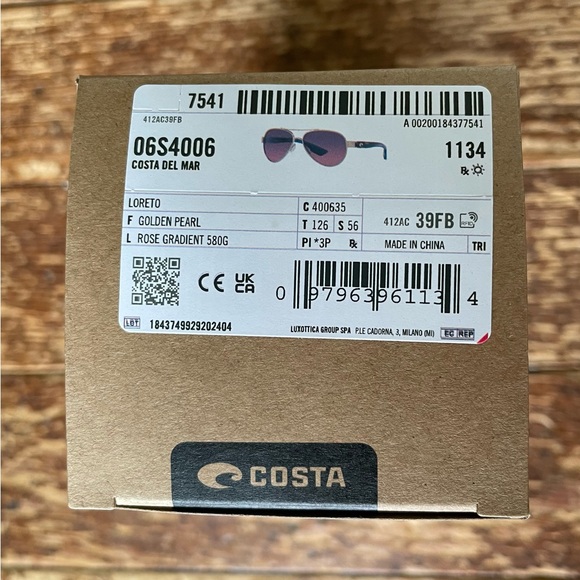 7541
412AC39FB
A 00200184377541
06S4006
COSTA DEL MAR
1134
LORETO
C 400635
F GOLDEN PEARL
T 126 S 56
412AC 39FB
L ROSE GRADIENT 580G
PI *3P
MADE IN CHINA
TRI
CE UKCA
0 97963 96113 4
LOT 1843749929202404
LUXOTTICA GROUP SPA P.LE CADORNA, 3, MILANO (MI)
EC REP
COSTA